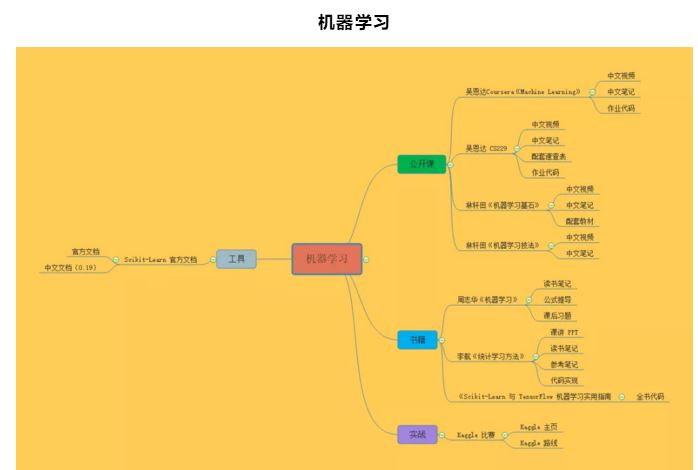 机器学习
中文视频
吴恩达Coursera《Machine Learning》
中文笔记
作业代码
中文视频
中文笔记
吴恩达 CS229
配套速查表
作业代码
公开课
中文视频
林轩田《机器学习基石》
中文笔记
配套教材
中文视频
林轩田《机器学习技法》
中文笔记
官方文档
Scikit-Learn 官方文档
中文文档（0.19）
工具
机器学习
读书笔记
周志华《机器学习》
公式推导
课后习题
书籍
课讲 PPT
读书笔记
李航《统计学习方法》
参考笔记
代码实现
《Scikit-Learn 与 TensorFlow 机器学习实用指南
全书代码
实战
Kaggle 比赛
Kaggle 主页
Kaggle 路线